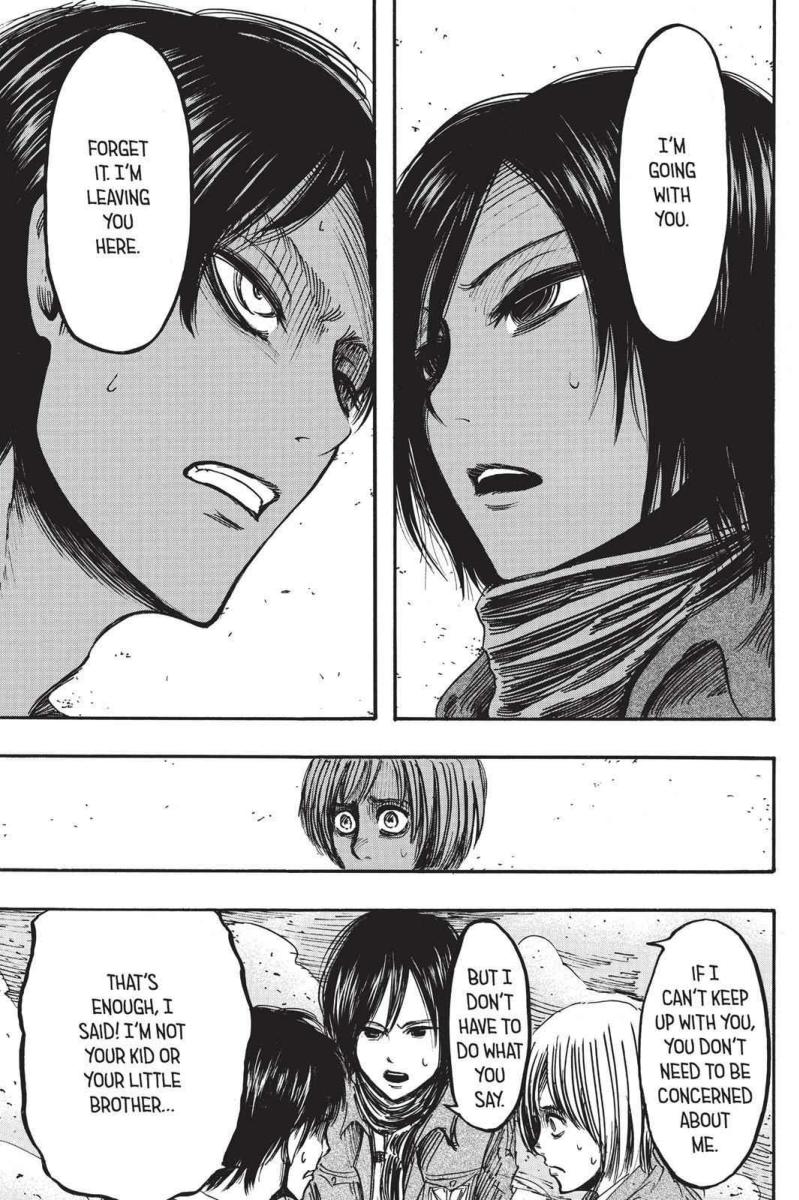 I'M
GOING
WITH
YOU.
FORGET
IT. I'M
LEAVING
YOU
HERE.
IF I
CAN'T KEEP
UP WITH YOU,
YOU DON'T
NEED TO BE
CONCERNED
ABOUT
ME.
BUT I
DON'T
HAVE TO
DO WHAT
YOU
SAY.
THAT'S
ENOUGH, I
SAID! I'M NOT
YOUR KID OR
YOUR LITTLE
BROTHER...